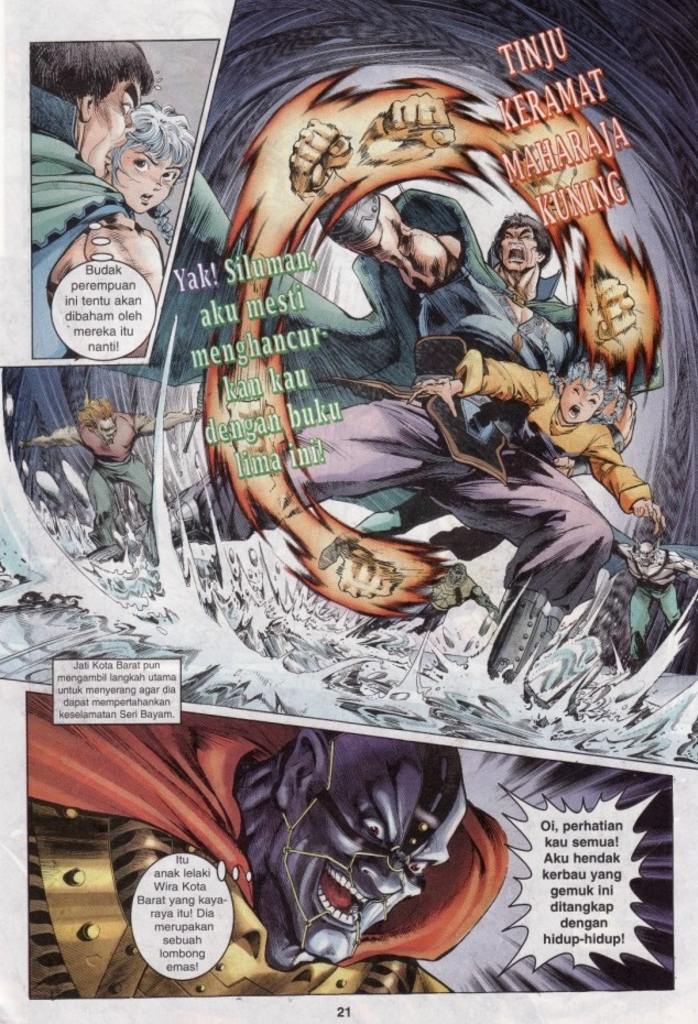 Budak
perempuan
ini tentu akan
dibaham oleh
mereka itu
nanti!
TINJU
KERAMAT
MAHARAJA
KUNING
Yak! Siluman,
aku mesti
menghancur-
kan kau
dengan buku
lima ini!
Jati Kota Barat pun
mengambil langkah utama
untuk menyerang agar dia
dapat mempertahankan
keselamatan Seri Bayam.
Itu
anak lelaki
Wira Kota
Barat yang kaya-
raya itu! Dia
merupakan
sebuah
lombong
emas!
Oi, perhatian
kau semua!
Aku hendak
kerbau yang
gemuk ini
ditangkap
dengan
hidup-hidup!
21